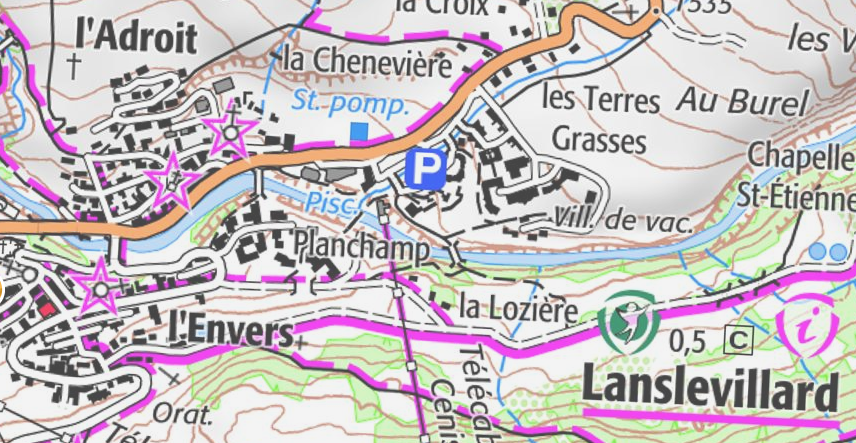 la Croix
1535
l'Adroit
les V
la Chenevière
St. pomp.
les Terres
Grasses
Au Burel
P
Chapelle
St-Étienne
Pisc.
Vill. de vac.
Planchamp
la Lozière
l'Envers
0,5 C
i
Lanslevillard
Télécab
Cenis
Orat.
Tél